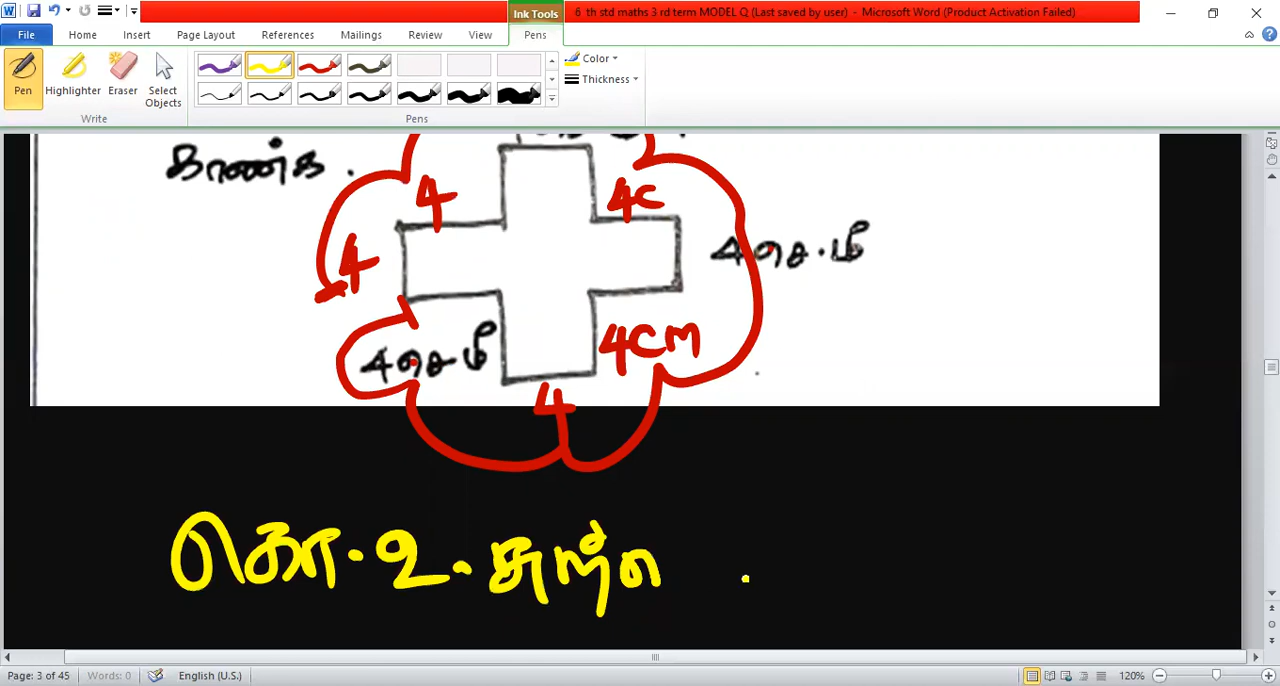 6 th std maths 3 rd term MODEL Q (Last saved by user) - Microsoft Word (Product Activation Failed)
Ink Tools
File Home Insert Page Layout References Mailings Review View Pens
Pen Highlighter Eraser Select Objects
Color
Thickness
Write Pens
காண்க .
4 4C
4 4செ.மீ
4செமீ 4CM
4
கொ.உ.சுற்ற
Page: 3 of 45 Words: 0 English (U.S.) 120%